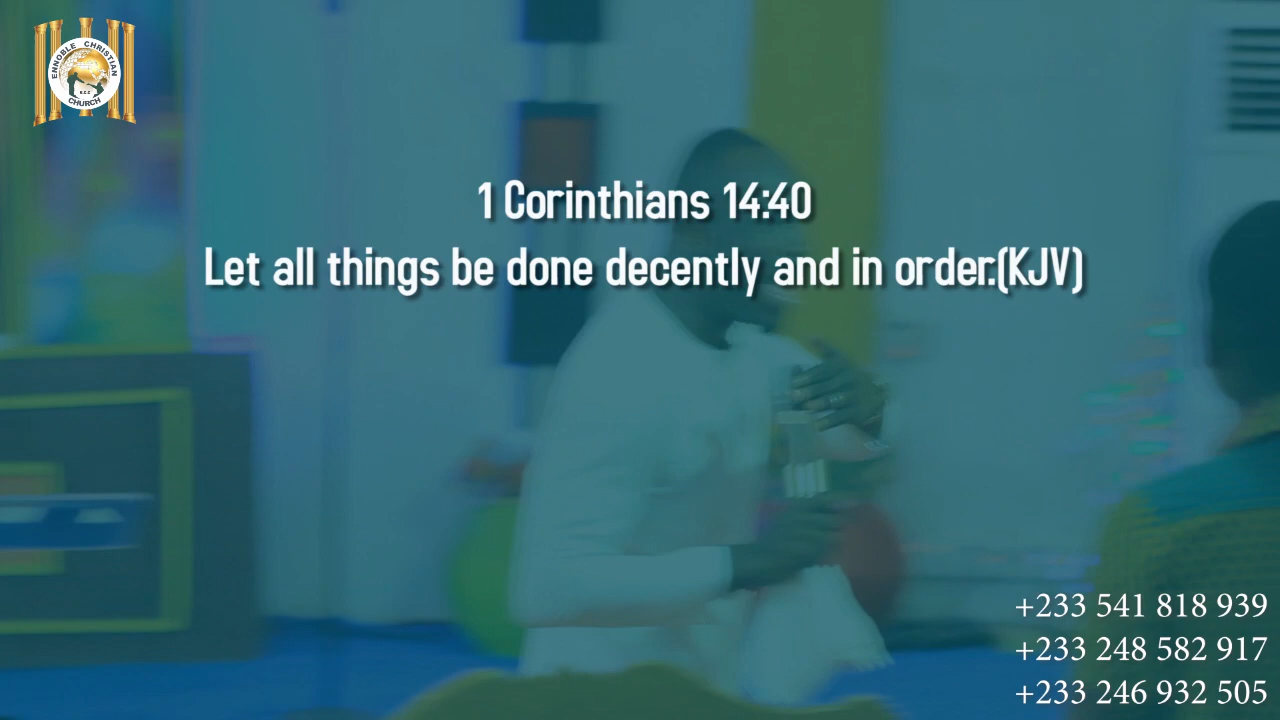 ENNOBLE CHRISTIAN
E.C.C
CHURCH
1 Corinthians 14:40
Let all things be done decently and in order.(KJV)
+233 541 818 939
+233 248 582 917
+233 246 932 505